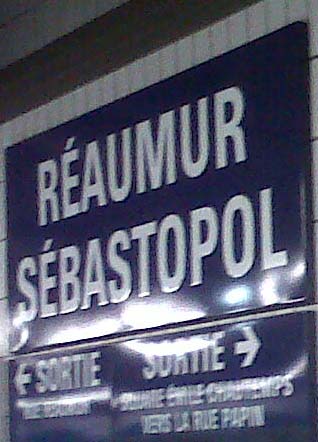 RÉAUMUR
SÉBASTOPOL
← SORTIE
SORTIE →
SQUARE ÉMILE CHAUTEMPS
VERS LA RUE PAPIN